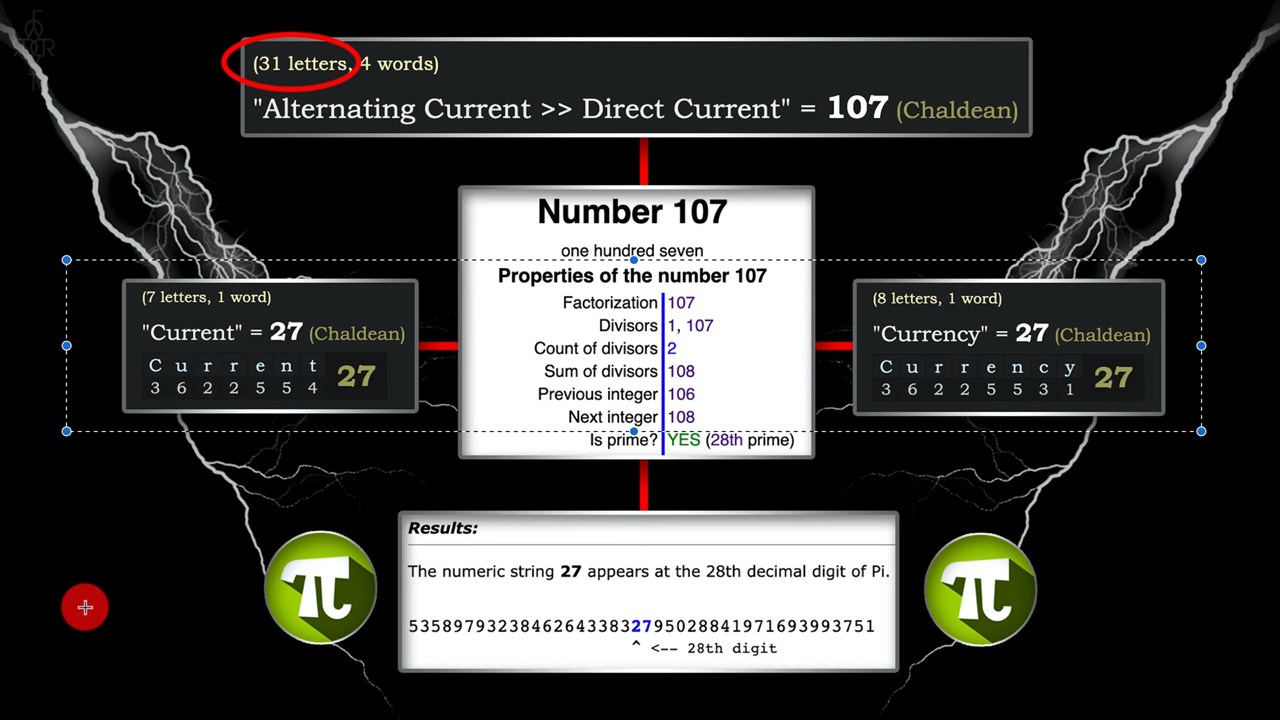 (31 letters, 4 words)
"Alternating Current >> Direct Current" = 107 (Chaldean)
Number 107
one hundred seven
Properties of the number 107
Factorization 107
Divisors 1, 107
Count of divisors 2
Sum of divisors 108
Previous integer 106
Next integer 108
Is prime? YES (28th prime)
(7 letters, 1 word)
"Current" = 27 (Chaldean)
C u r r e n t 27
3 6 2 2 5 5 4
(8 letters, 1 word)
"Currency" = 27 (Chaldean)
C u r r e n c y 27
3 6 2 2 5 5 3 1
Results:
The numeric string 27 appears at the 28th decimal digit of Pi.
535897932384626433832795028841971693993751
^ <-- 28th digit
π
π